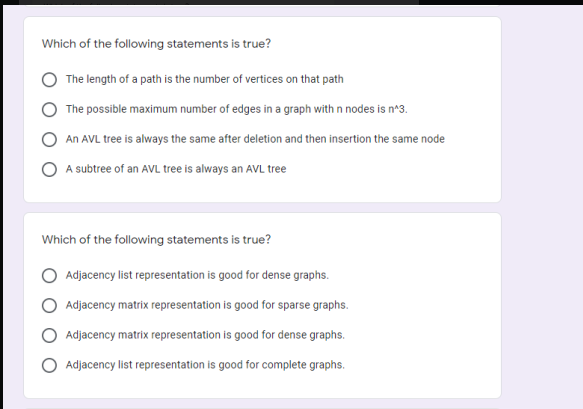 Which of the following statements is true?
The length of a path is the number of vertices on that path
The possible maximum number of edges in a graph with n nodes is n^3.
An AVL tree is always the same after deletion and then insertion the same node
A subtree of an AVL tree is always an AVL tree
Which of the following statements is true?
Adjacency list representation is good for dense graphs.
Adjacency matrix representation is good for sparse graphs.
Adjacency matrix representation is good for dense graphs.
Adjacency list representation is good for complete graphs.